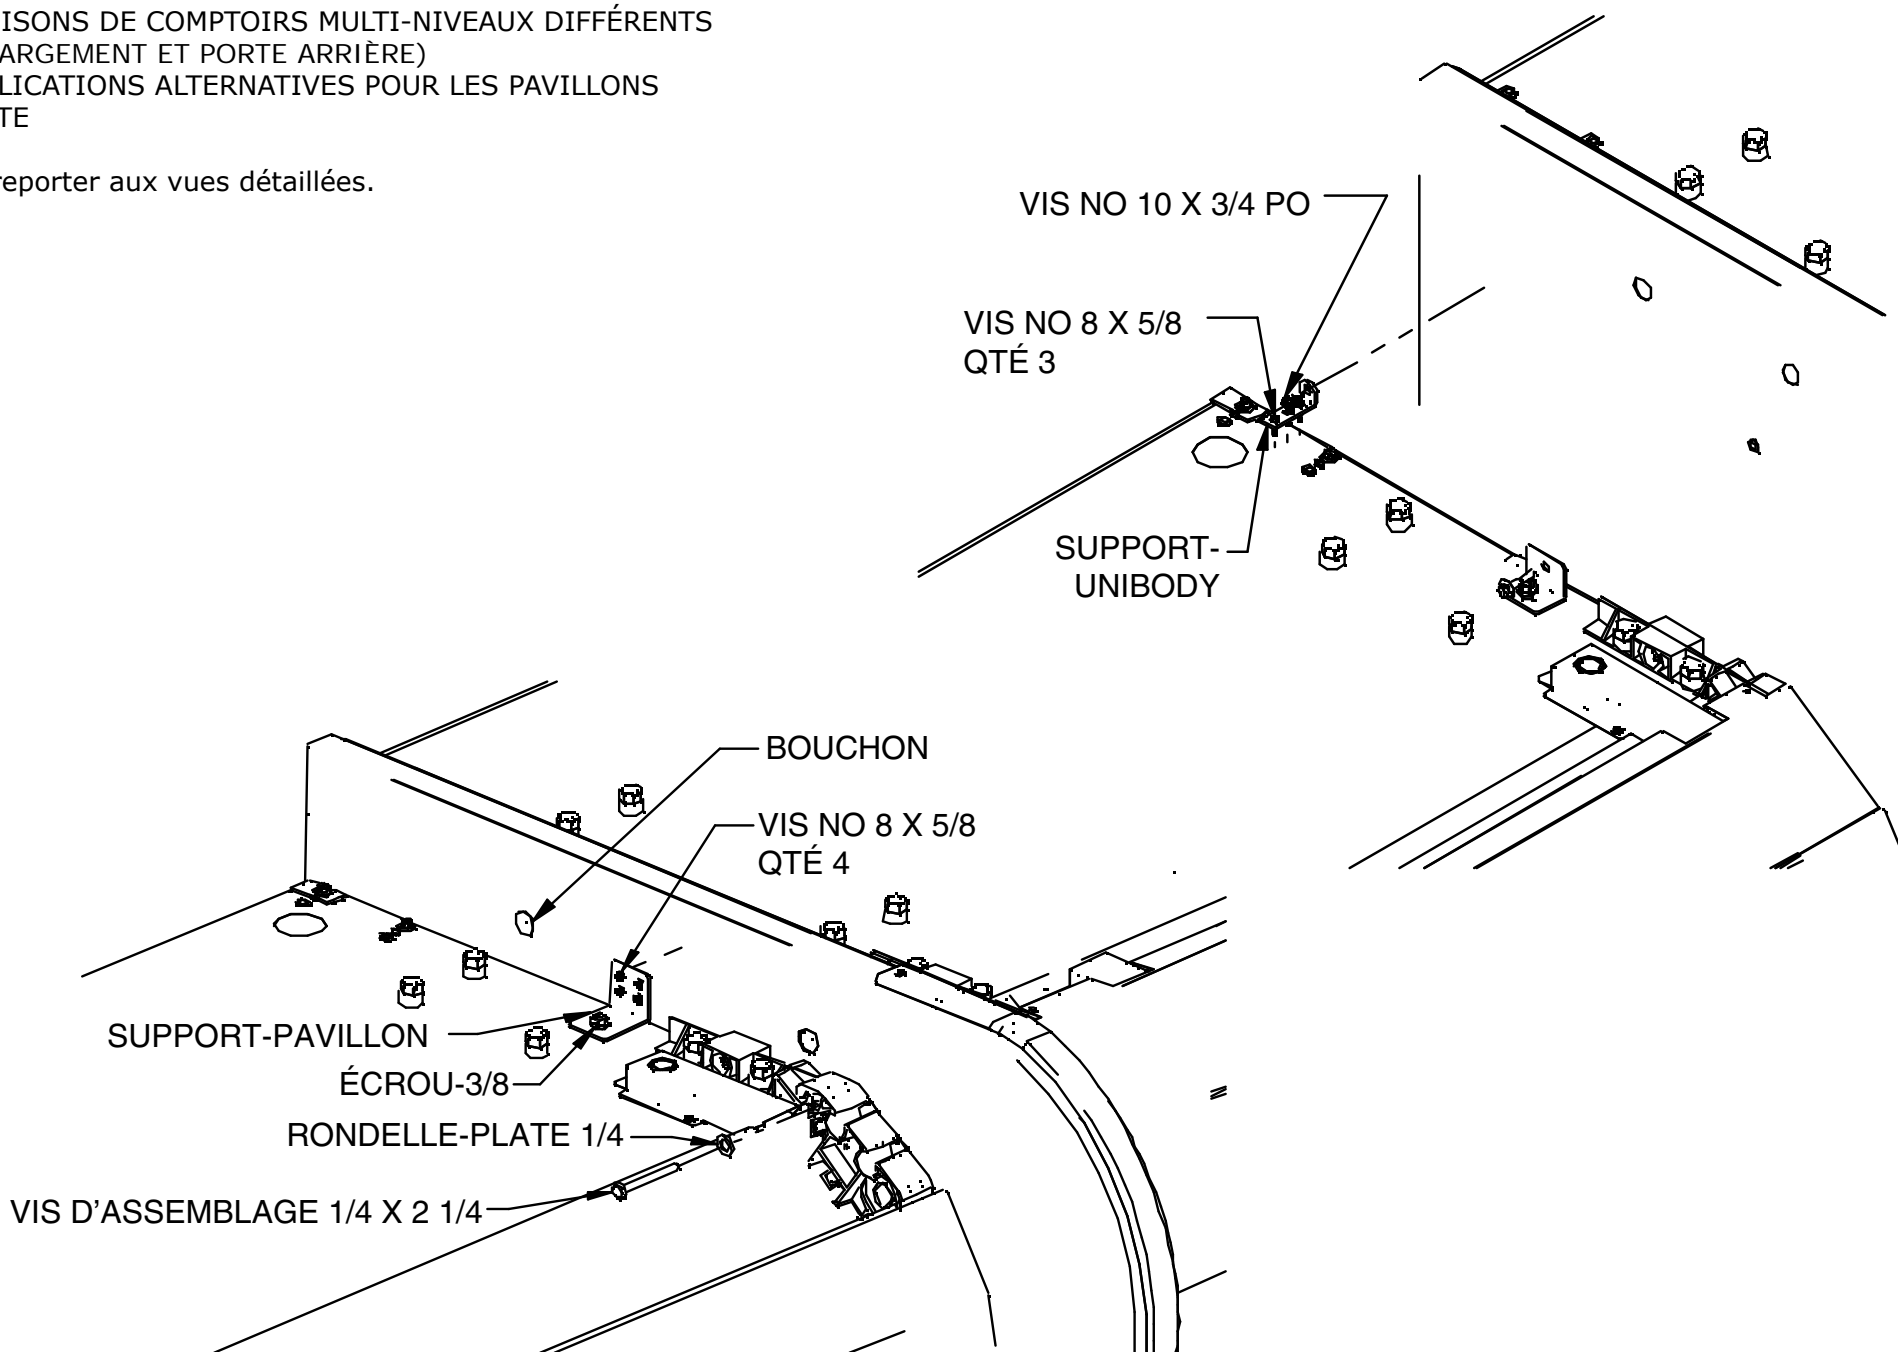 ISONS DE COMPTOIRS MULTI-NIVEAUX DIFFÉRENTS
ARGEMENT ET PORTE ARRIÈRE)
LICATIONS ALTERNATIVES POUR LES PAVILLONS
TE
reporter aux vues détaillées.
VIS NO 10 X 3/4 PO
VIS NO 8 X 5/8
QTÉ 3
SUPPORT-
UNIBODY
BOUCHON
VIS NO 8 X 5/8
QTÉ 4
SUPPORT-PAVILLON
ÉCROU-3/8
RONDELLE-PLATE 1/4
VIS D'ASSEMBLAGE 1/4 X 2 1/4